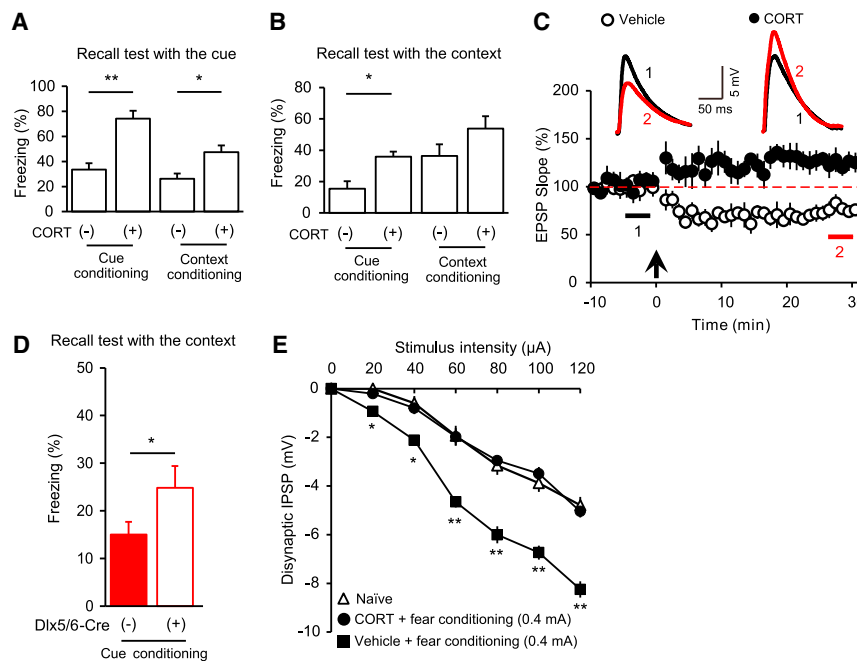 A
Recall test with the cue
Freezing (%)
100
80
60
40
20
0
**
*
CORT (-) (+) (-) (+)
Cue conditioning
Context conditioning
B
Recall test with the context
Freezing (%)
80
60
40
20
0
*
CORT (-) (+) (-) (+)
Cue conditioning
Context conditioning
C
Vehicle
CORT
1
2
5 mV
50 ms
2
1
EPSP Slope (%)
200
150
100
50
0
1
2
-10 0 10 20 3
Time (min)
D
Recall test with the context
Freezing (%)
50
40
30
20
10
0
*
Dlx5/6-Cre (-) (+)
Cue conditioning
E
Stimulus intensity (µA)
0 20 40 60 80 100 120
Disynaptic IPSP (mV)
0
-2
-4
-6
-8
-10
*
*
**
**
**
**
Naïve
CORT + fear conditioning (0.4 mA)
Vehicle + fear conditioning (0.4 mA)